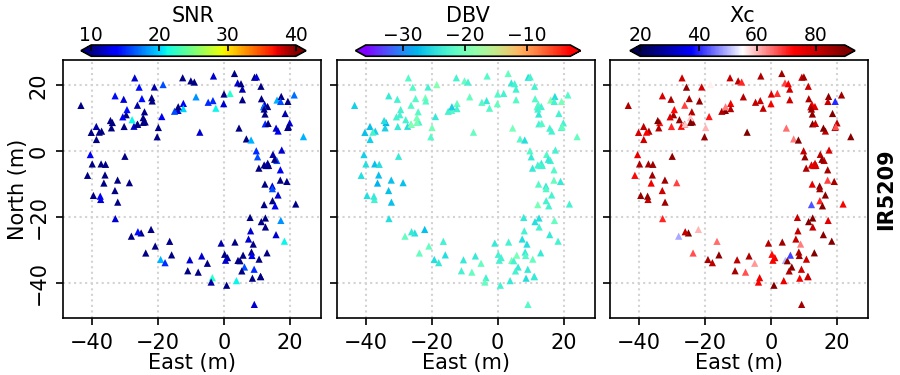 SNR DBV Xc
10 20 30 40 −30 −20 −10 20 40 60 80
20
0
−20
−40
North (m)
IR5209
−40 −20 0 20 −40 −20 0 20 −40 −20 0 20
East (m) East (m) East (m)